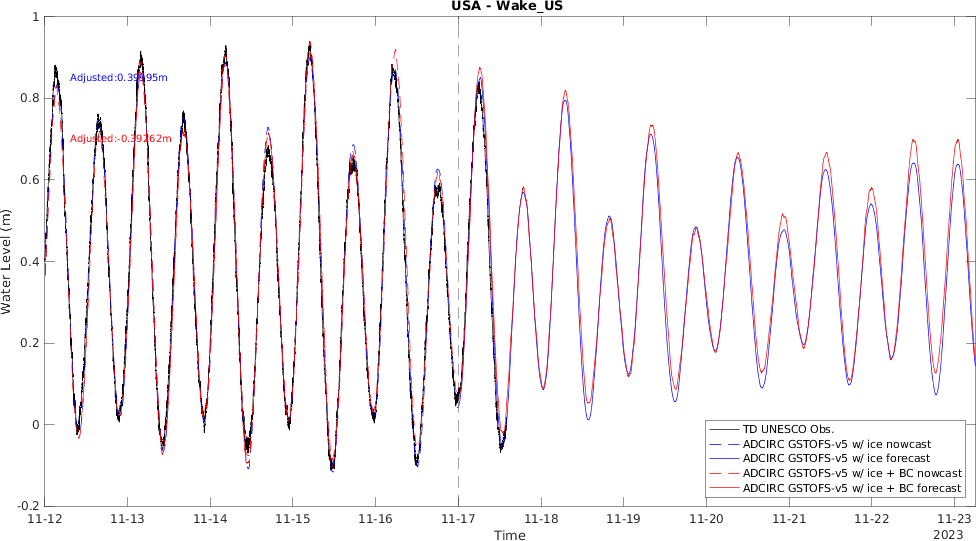 USA - Wake_US
1
0.8
0.6
0.4
0.2
0
-0.2
Water Level (m)
Adjusted:0.39995m
Adjusted:-0.39262m
TD UNESCO Obs.
ADCIRC GSTOFS-v5 w/ ice nowcast
ADCIRC GSTOFS-v5 w/ ice forecast
ADCIRC GSTOFS-v5 w/ ice + BC nowcast
ADCIRC GSTOFS-v5 w/ ice + BC forecast
11-12 11-13 11-14 11-15 11-16 11-17 11-18 11-19 11-20 11-21 11-22 11-23
Time
2023